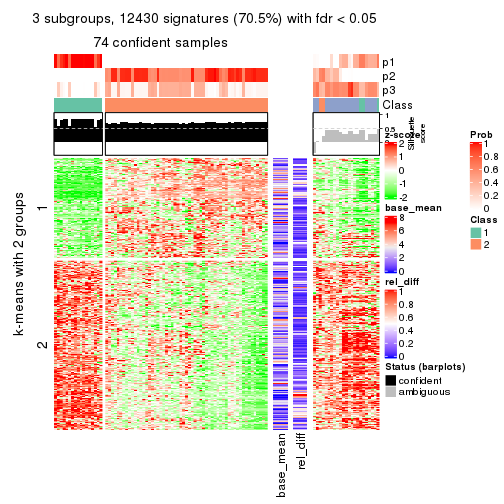 3 subgroups, 12430 signatures (70.5%) with fdr < 0.05
74 confident samples
p1
p2
p3
Class
1
0.5
0
Silhouette
score
k-means with 2 groups
1
2
base_mean
rel_diff
z-score
2
1
0
-1
-2
base_mean
8
6
4
2
0
rel_diff
1
0.8
0.6
0.4
0.2
0
Status (barplots)
confident
ambiguous
Prob
1
0.8
0.6
0.4
0.2
0
Class
1
2